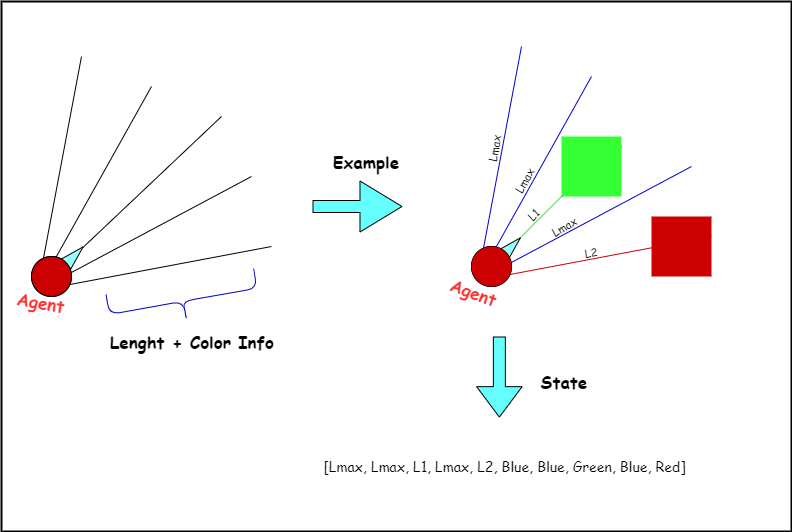 Agent
Lenght + Color Info
Example
Lmax
Lmax
L1
Lmax
L2
Agent
State
[Lmax, Lmax, L1, Lmax, L2, Blue, Blue, Green, Blue, Red]